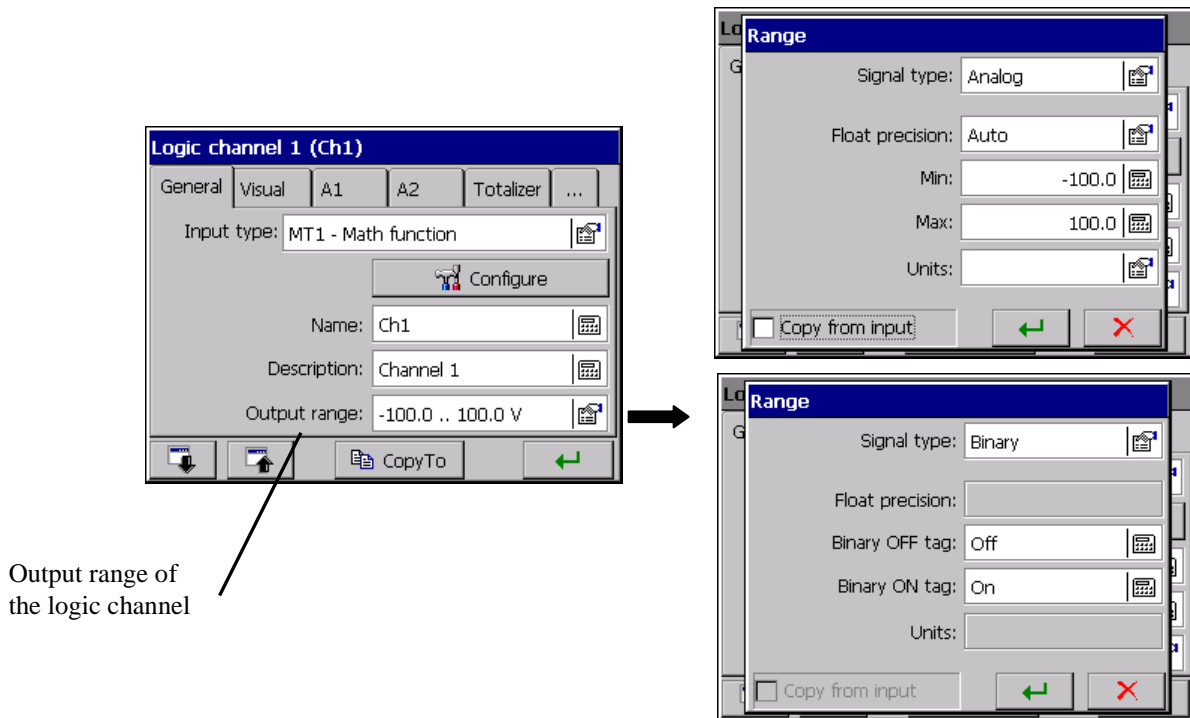 Logic channel 1 (Ch1)
General Visual A1 A2 Totalizer ...
Input type: MT1 - Math function
Configure
Name: Ch1
Description: Channel 1
Output range: -100.0 .. 100.0 V
CopyTo
Output range of
the logic channel
Lo
G
Range
Signal type: Analog
Float precision: Auto
Min: -100.0
Max: 100.0
Units:
Copy from input
Lo
G
Range
Signal type: Binary
Float precision:
Binary OFF tag: Off
Binary ON tag: On
Units:
Copy from input